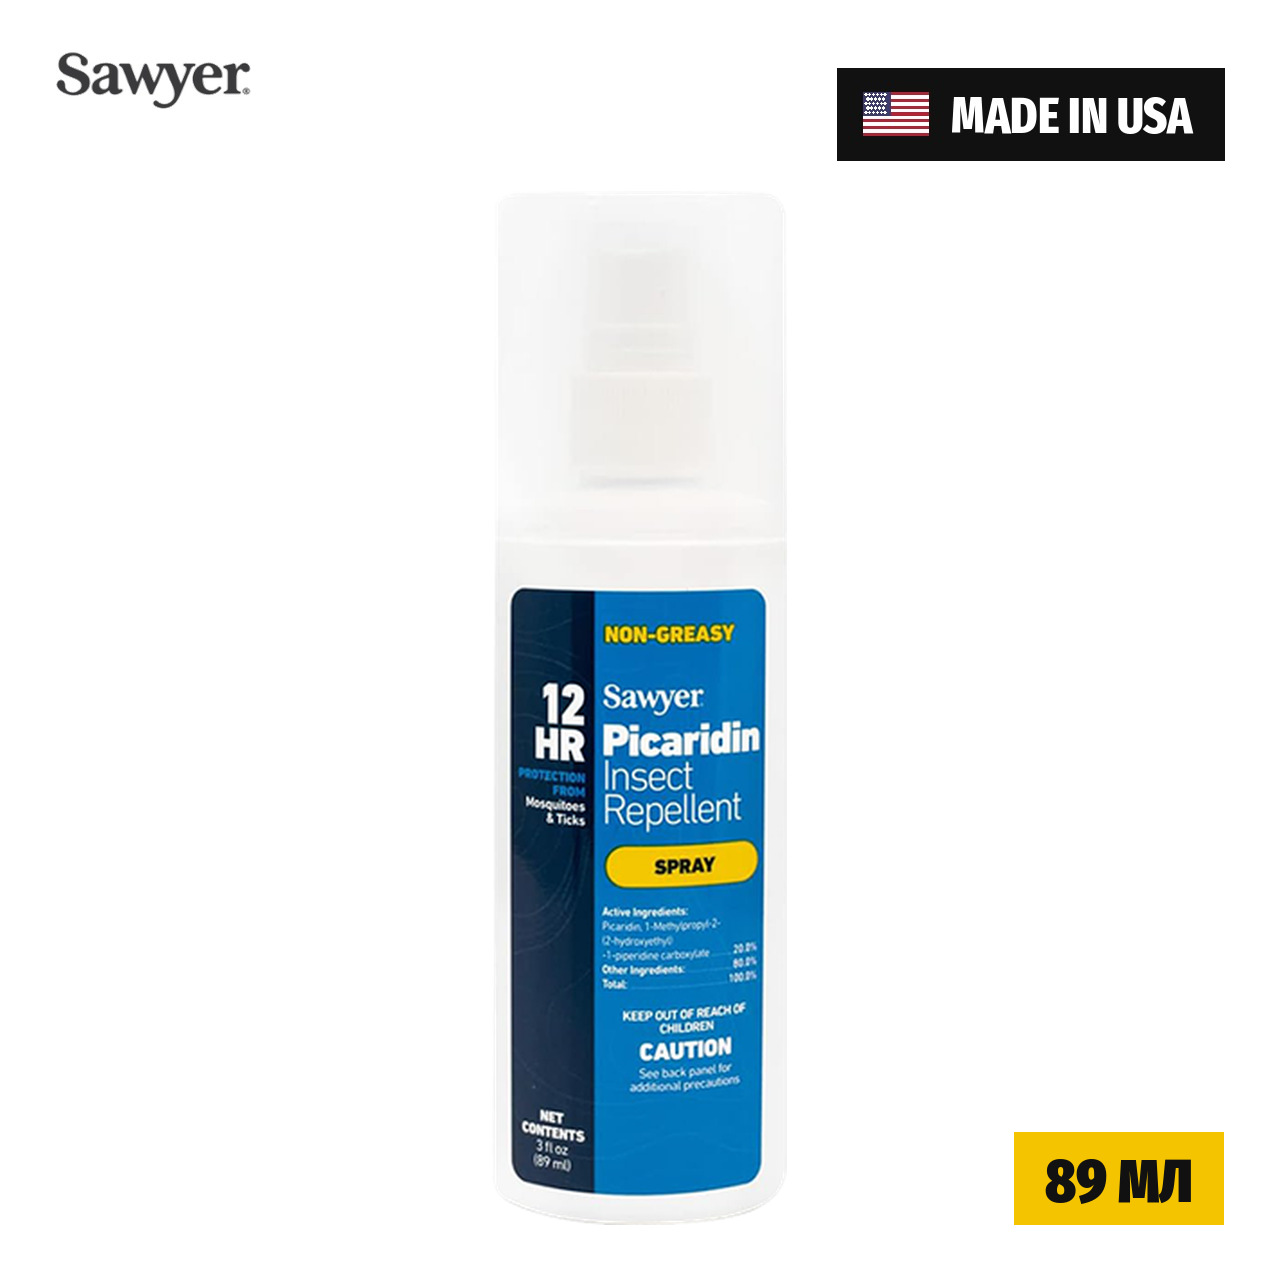 Sawyer®
MADE IN USA
NON-GREASY
12
HR
PROTECTION
FROM
Mosquitoes
& Ticks
Sawyer
Picaridin
Insect
Repellent
SPRAY
Active Ingredients:
Picaridin, 1-Methylpropyl-2-
(2-hydroxyethyl)
-1-piperidine carboxylate 20.0%
Other Ingredients: 80.0%
Total: 100.0%
KEEP OUT OF REACH OF
CHILDREN
CAUTION
See back panel for
additional precautions
NET
CONTENTS
3 fl oz
(89 ml)
89 МЛ